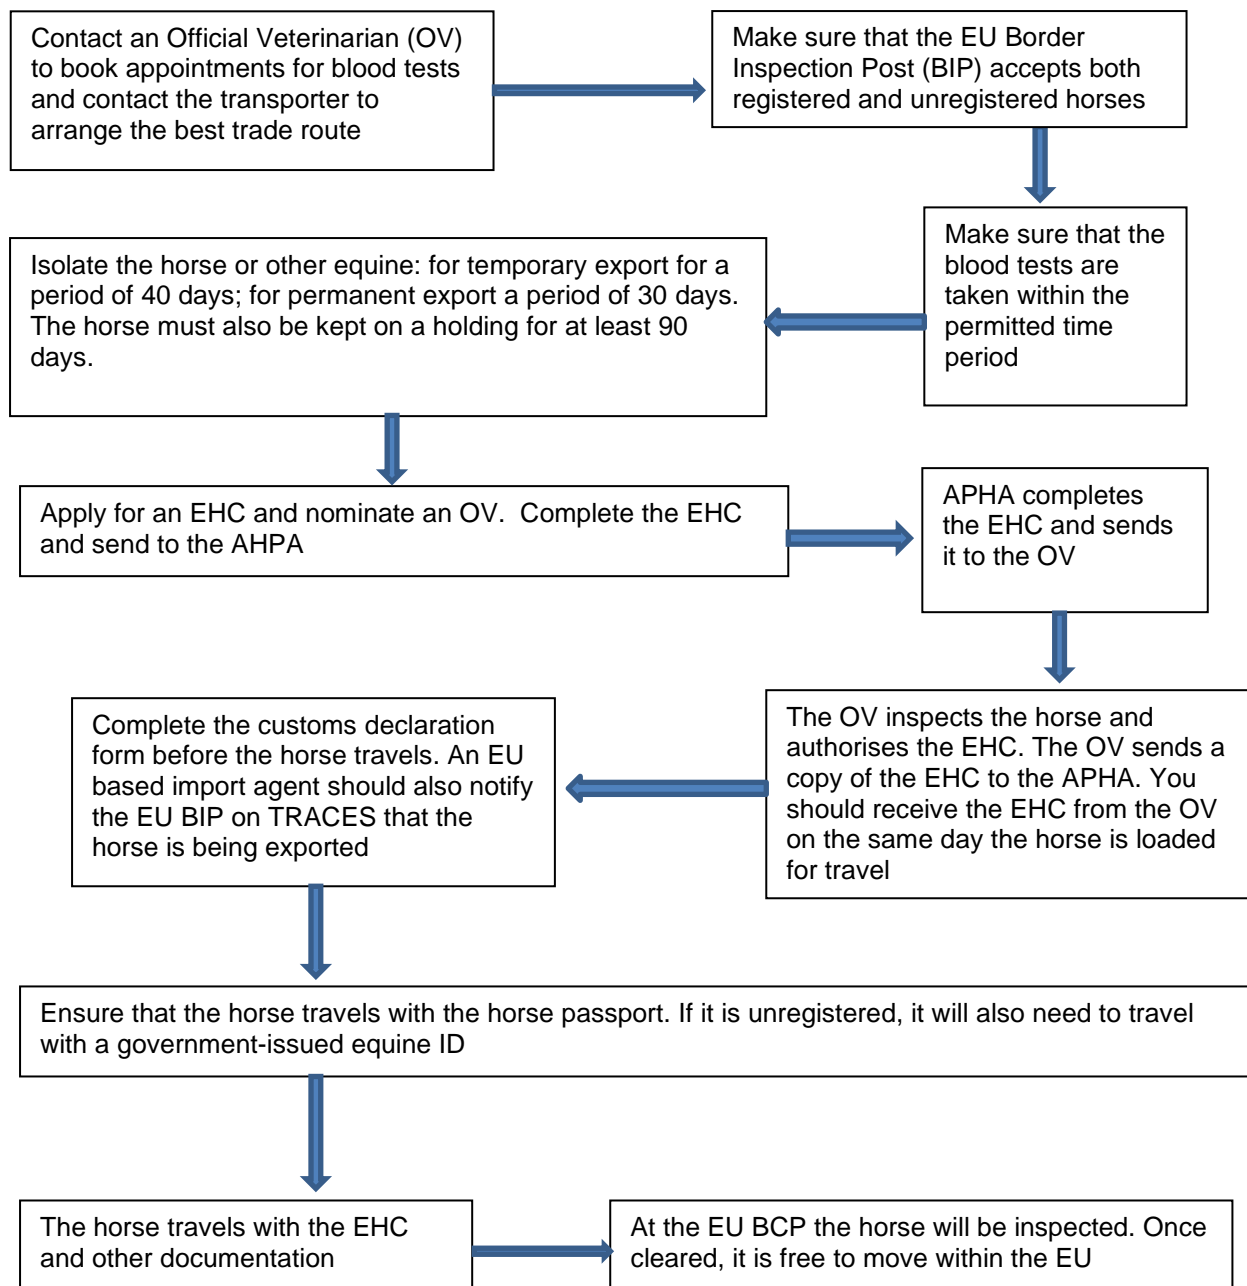 Contact an Official Veterinarian (OV)
to book appointments for blood tests
and contact the transporter to
arrange the best trade route
Make sure that the EU Border
Inspection Post (BIP) accepts both
registered and unregistered horses
Make sure that the
blood tests are
taken within the
permitted time
period
Isolate the horse or other equine: for temporary export for a
period of 40 days; for permanent export a period of 30 days.
The horse must also be kept on a holding for at least 90
days.
Apply for an EHC and nominate an OV.  Complete the EHC
and send to the AHPA
APHA completes
the EHC and sends
it to the OV
The OV inspects the horse and
authorises the EHC. The OV sends a
copy of the EHC to the APHA. You
should receive the EHC from the OV
on the same day the horse is loaded
for travel
Complete the customs declaration
form before the horse travels. An EU
based import agent should also notify
the EU BIP on TRACES that the
horse is being exported
Ensure that the horse travels with the horse passport. If it is unregistered, it will also need to travel
with a government-issued equine ID
The horse travels with the EHC
and other documentation
At the EU BCP the horse will be inspected. Once
cleared, it is free to move within the EU